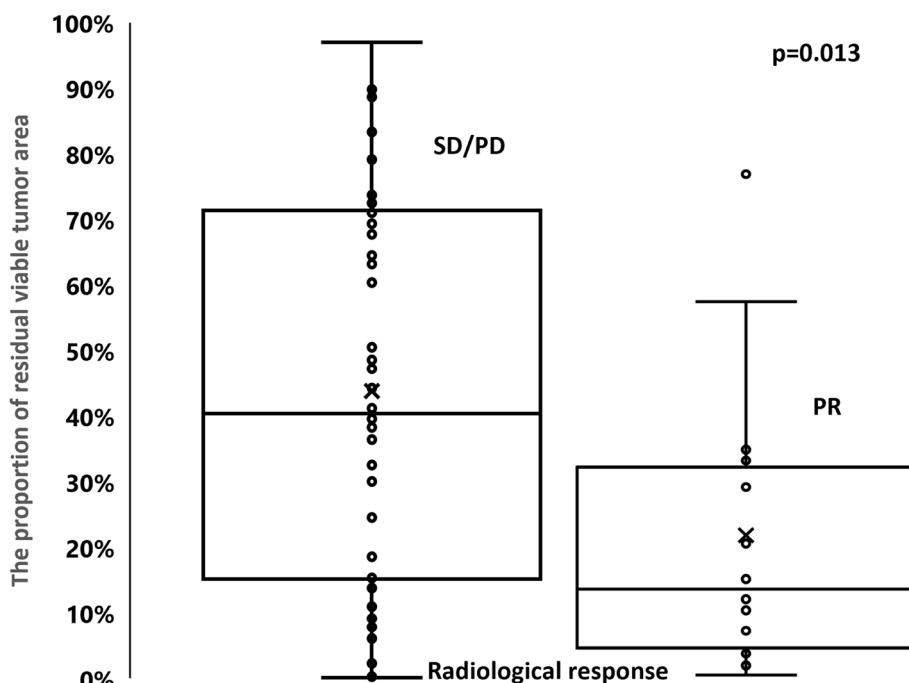 The proportion of residual viable tumor area
100%
90%
80%
70%
60%
50%
40%
30%
20%
10%
0%
p=0.013
SD/PD
PR
Radiological response